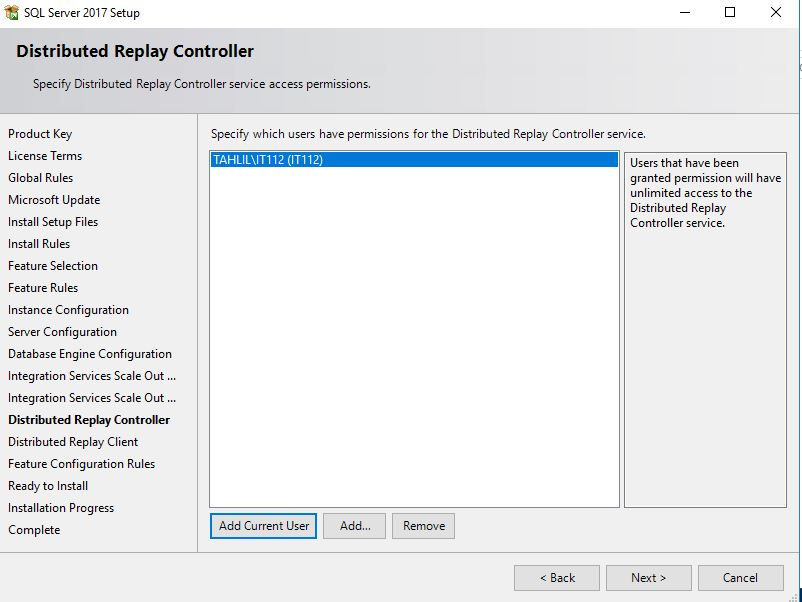 SQL Server 2017 Setup
Distributed Replay Controller
Specify Distributed Replay Controller service access permissions.
Product Key
License Terms
Global Rules
Microsoft Update
Install Setup Files
Install Rules
Feature Selection
Feature Rules
Instance Configuration
Server Configuration
Database Engine Configuration
Integration Services Scale Out ...
Integration Services Scale Out ...
Distributed Replay Controller
Distributed Replay Client
Feature Configuration Rules
Ready to Install
Installation Progress
Complete
Specify which users have permissions for the Distributed Replay Controller service.
TAHLIL\IT112 (IT112)
Users that have been
granted permission will have
unlimited access to the
Distributed Replay
Controller service.
Add Current User
Add...
Remove
< Back
Next >
Cancel